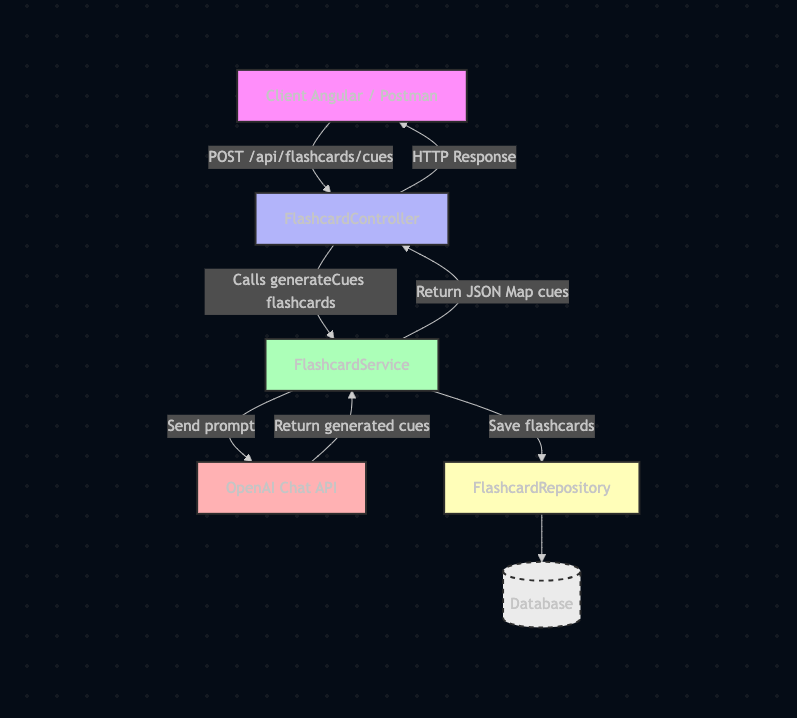 Client Angular / Postman
POST /api/flashcards/cues
HTTP Response
FlashcardController
Calls generateCues
flashcards
Return JSON Map cues
FlashcardService
Send prompt
Return generated cues
Save flashcards
OpenAI Chat API
FlashcardRepository
Database